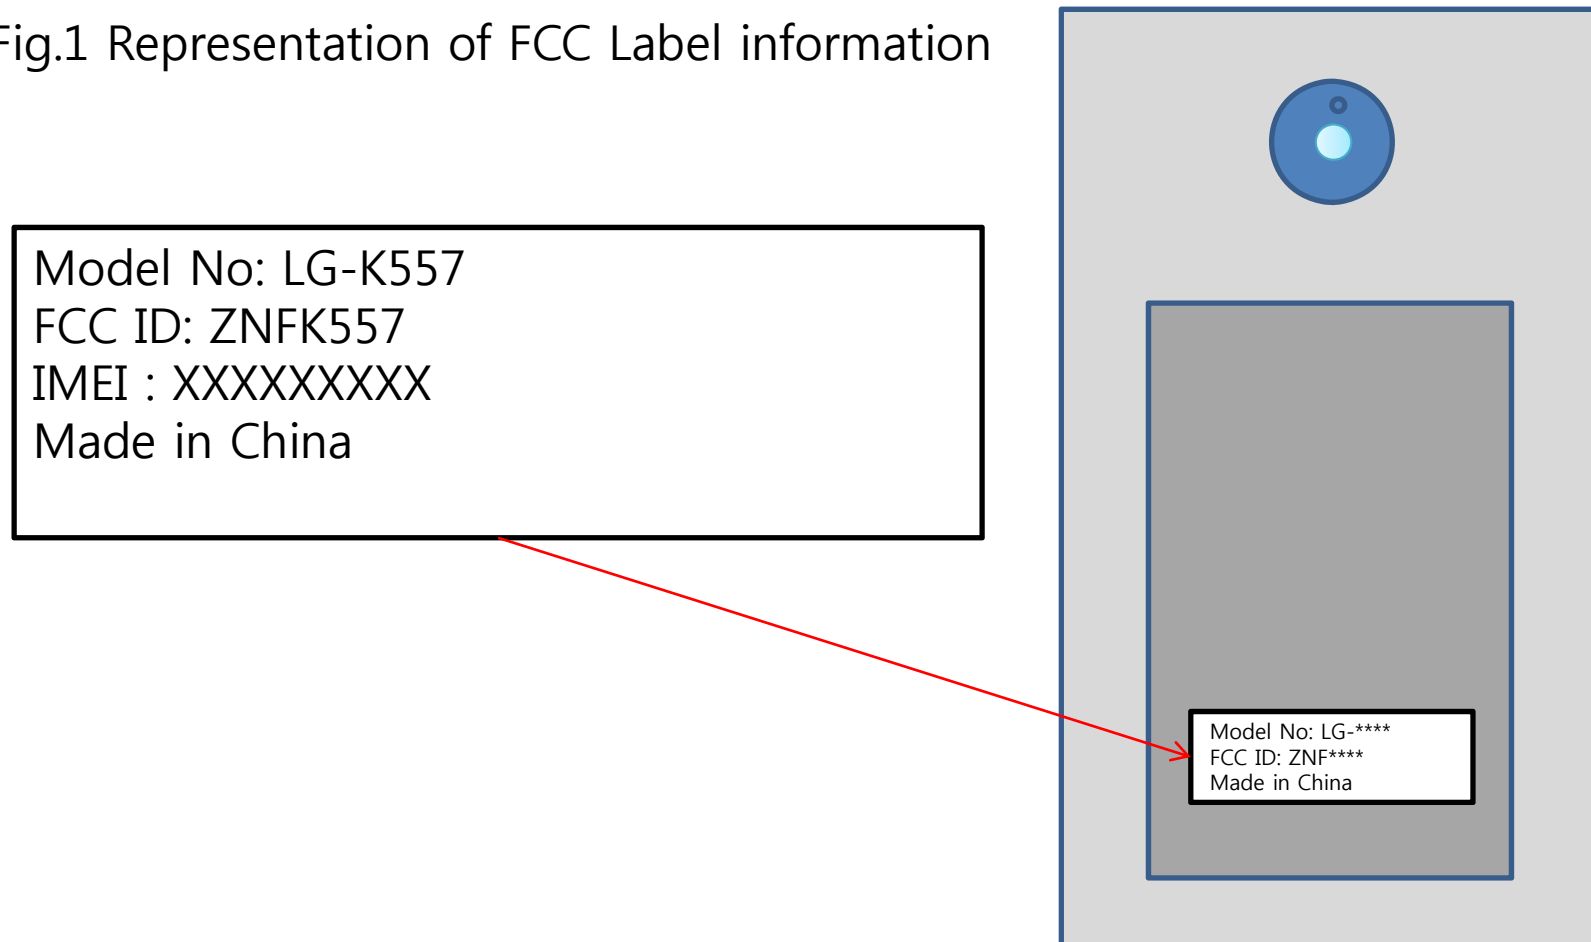 Fig.1 Representation of FCC Label information
Model No: LG-K557
FCC ID: ZNFK557
IMEI : XXXXXXXXX
Made in China
Model No: LG-****
FCC ID: ZNF****
Made in China